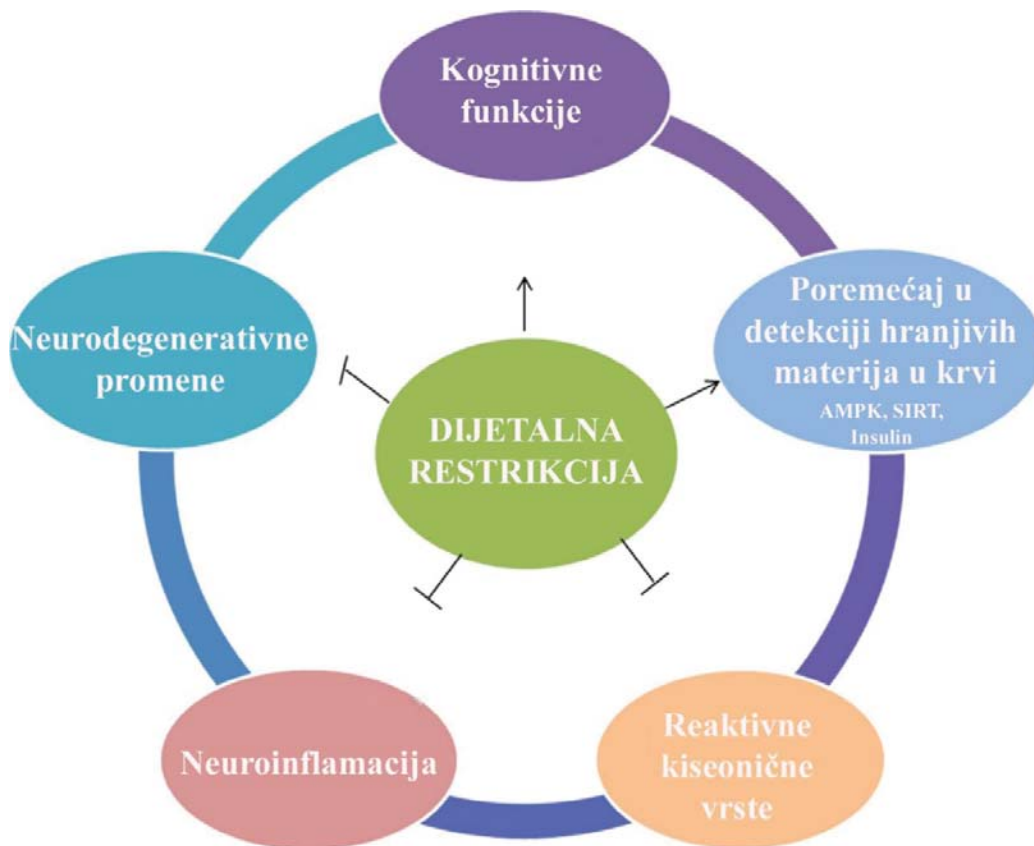 Kognitivne
funkcije
Poremećaj u
detekciji hranjivih
materija u krvi
AMPK, SIRT,
Insulin
Neurodegenerativne
promene
DIJETALNA
RESTRIKCIJA
Neuroinflamacija
Reaktivne
kiseonične
vrste